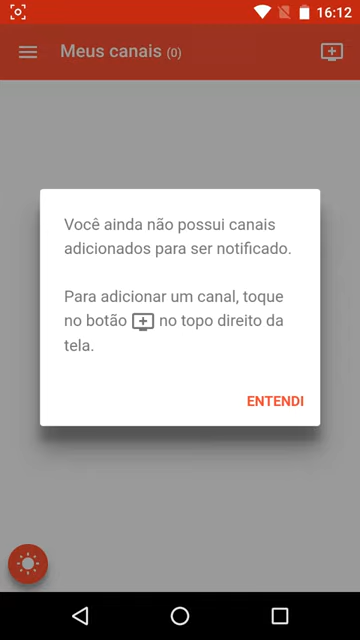 16:12
Meus canais (0)
Você ainda não possui canais
adicionados para ser notificado.
Para adicionar um canal, toque
no botão no topo direito da
tela.
ENTENDI